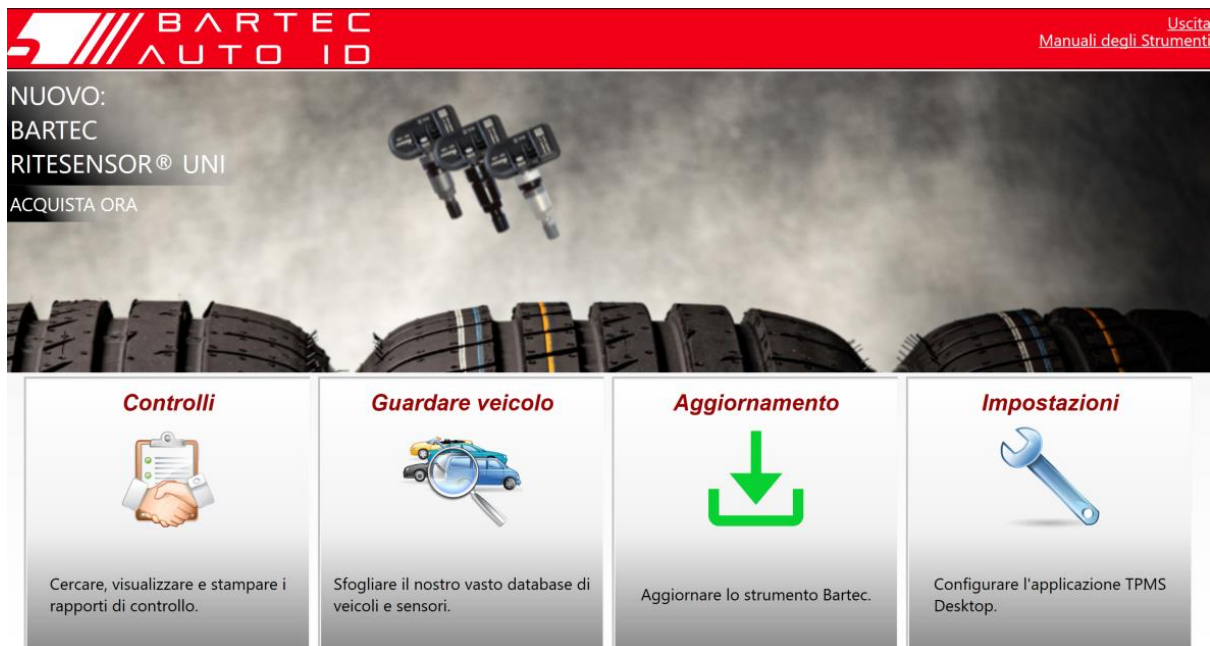 BARTEC
AUTO ID
Uscita
Manuali degli Strumenti
NUOVO:
BARTEC
RITESENSOR® UNI
ACQUISTA ORA
Controlli
Cercare, visualizzare e stampare i
rapporti di controllo.
Guardare veicolo
Sfogliare il nostro vasto database di
veicoli e sensori.
Aggiornamento
Aggiornare lo strumento Bartec.
Impostazioni
Configurare l'applicazione TPMS
Desktop.